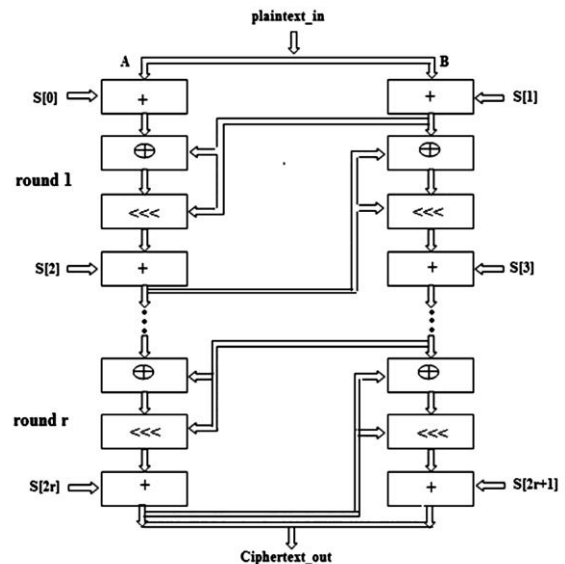 plaintext_in
A B
S[0] + + S[1]
⊕ ⊕
round 1
<<< <<<
S[2] + + S[3]
⊕ ⊕
round r
<<< <<<
S[2r] + + S[2r+1]
Ciphertext_out